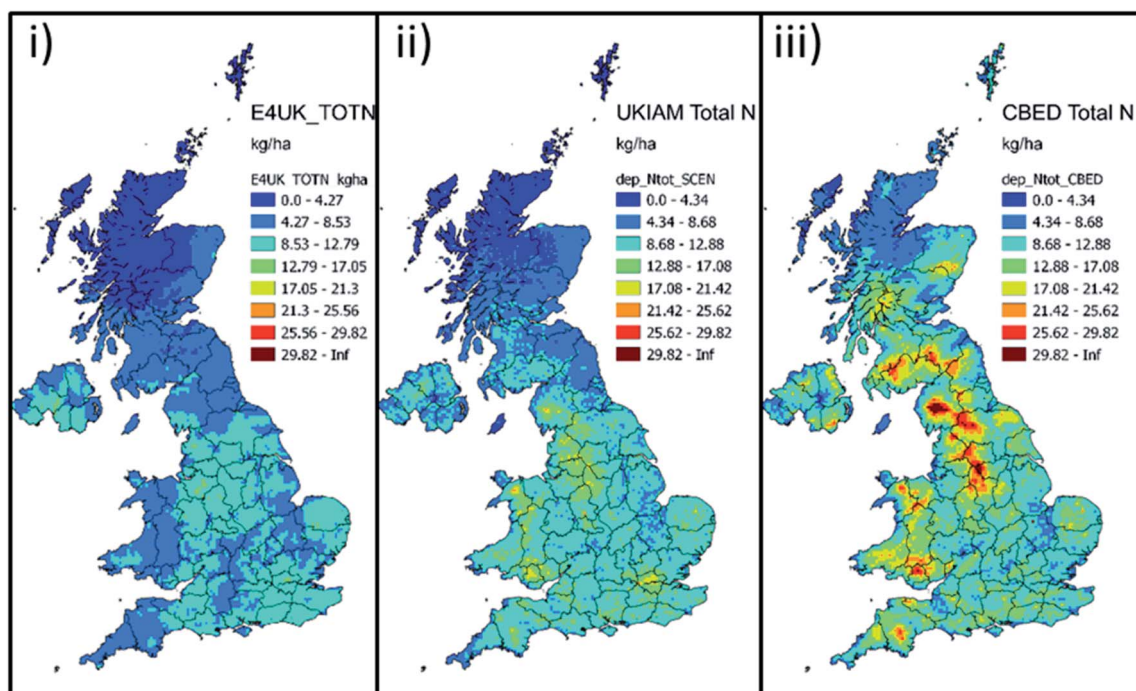 i)
E4UK_TOTN
kg/ha
E4UK TOTN kgha
0.0 - 4.27
4.27 - 8.53
8.53 - 12.79
12.79 - 17.05
17.05 - 21.3
21.3 - 25.56
25.56 - 29.82
29.82 - Inf
ii)
UKIAM Total N
kg/ha
dep_Ntot_SCEN
0.0 - 4.34
4.34 - 8.68
8.68 - 12.88
12.88 - 17.08
17.08 - 21.42
21.42 - 25.62
25.62 - 29.82
29.82 - Inf
iii)
CBED Total N
kg/ha
dep_Ntot_CBED
0.0 - 4.34
4.34 - 8.68
8.68 - 12.88
12.88 - 17.08
17.08 - 21.42
21.42 - 25.62
25.62 - 29.82
29.82 - Inf